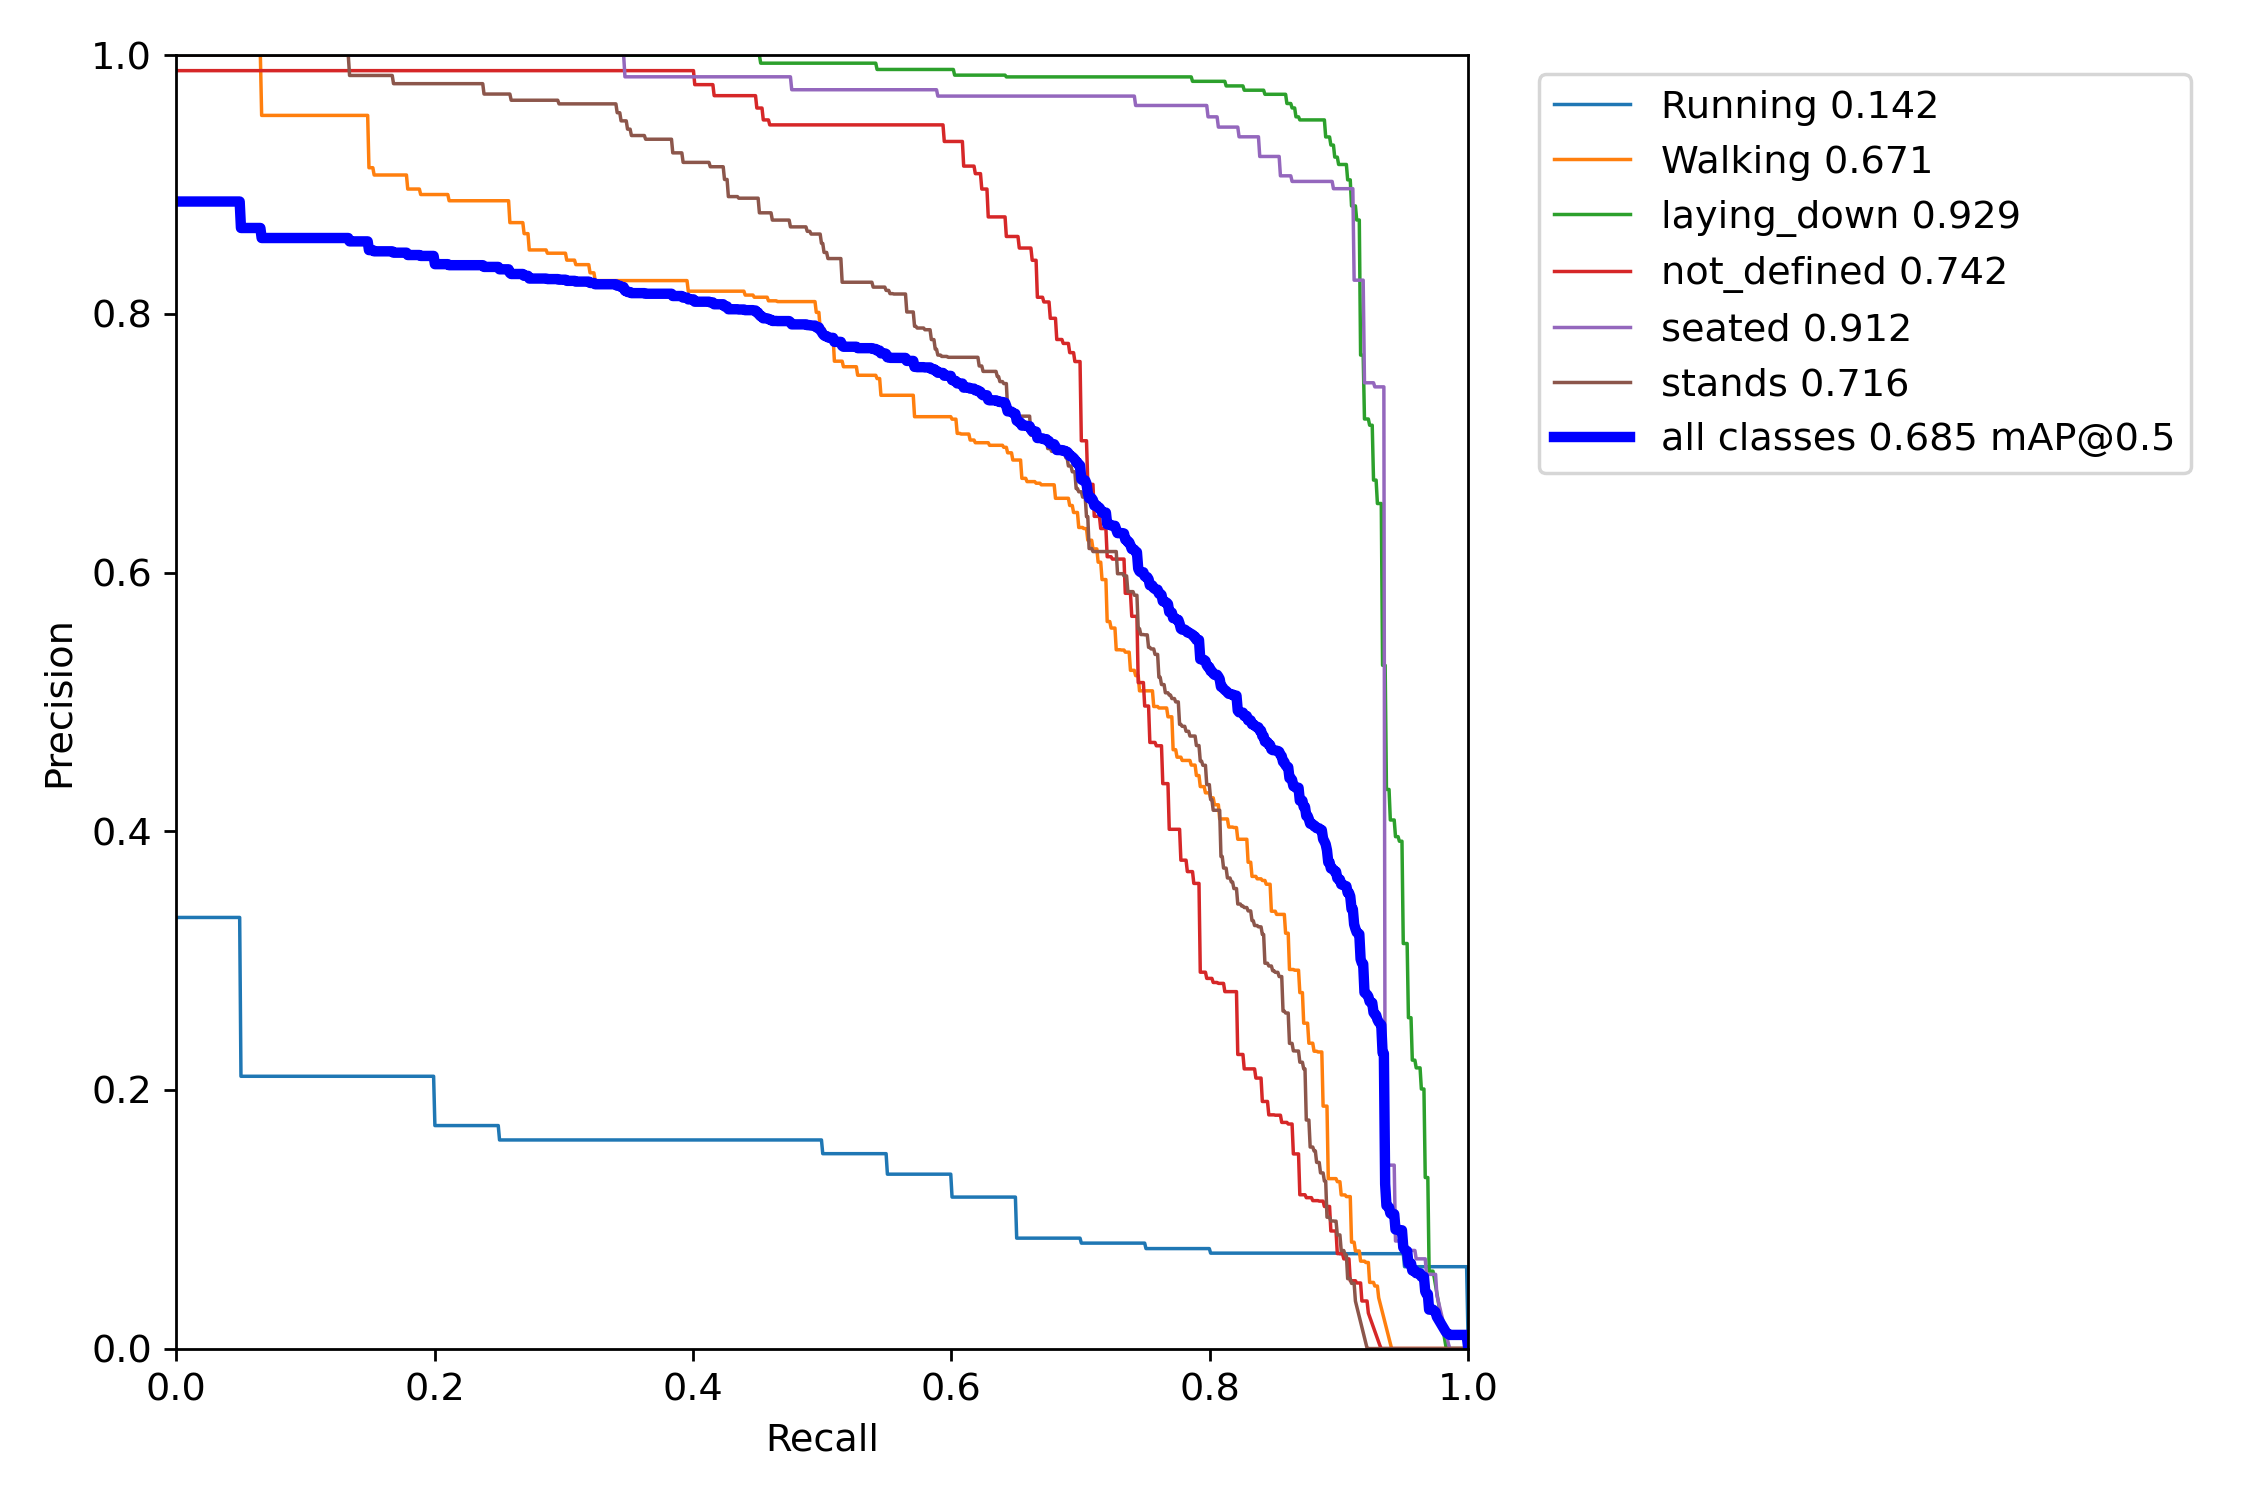 1.0
0.8
0.6
0.4
0.2
0.0
0.0 0.2 0.4 0.6 0.8 1.0
Precision
Recall
Running 0.142
Walking 0.671
laying_down 0.929
not_defined 0.742
seated 0.912
stands 0.716
all classes 0.685 mAP@0.5